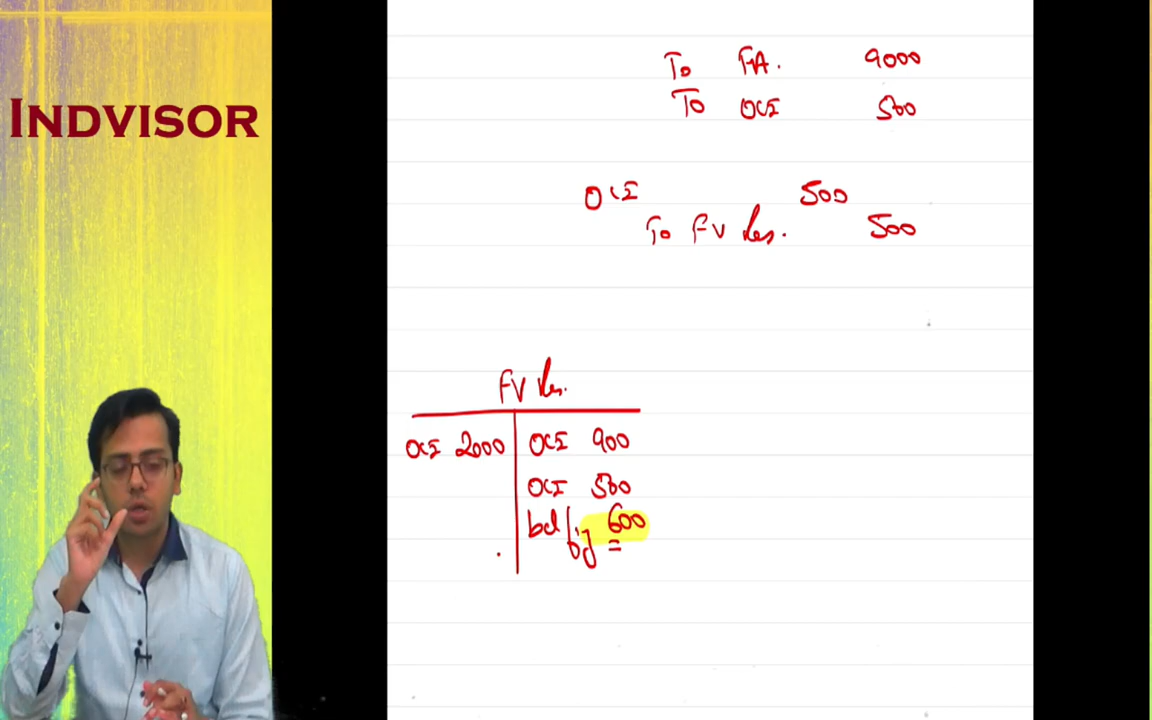 INDVISOR
To FA. 9000
To OCI 500
OCI 500
To FV Res. 500
FV Res.
OCI 2000 OCI 900
OCI 500
bal fig 600